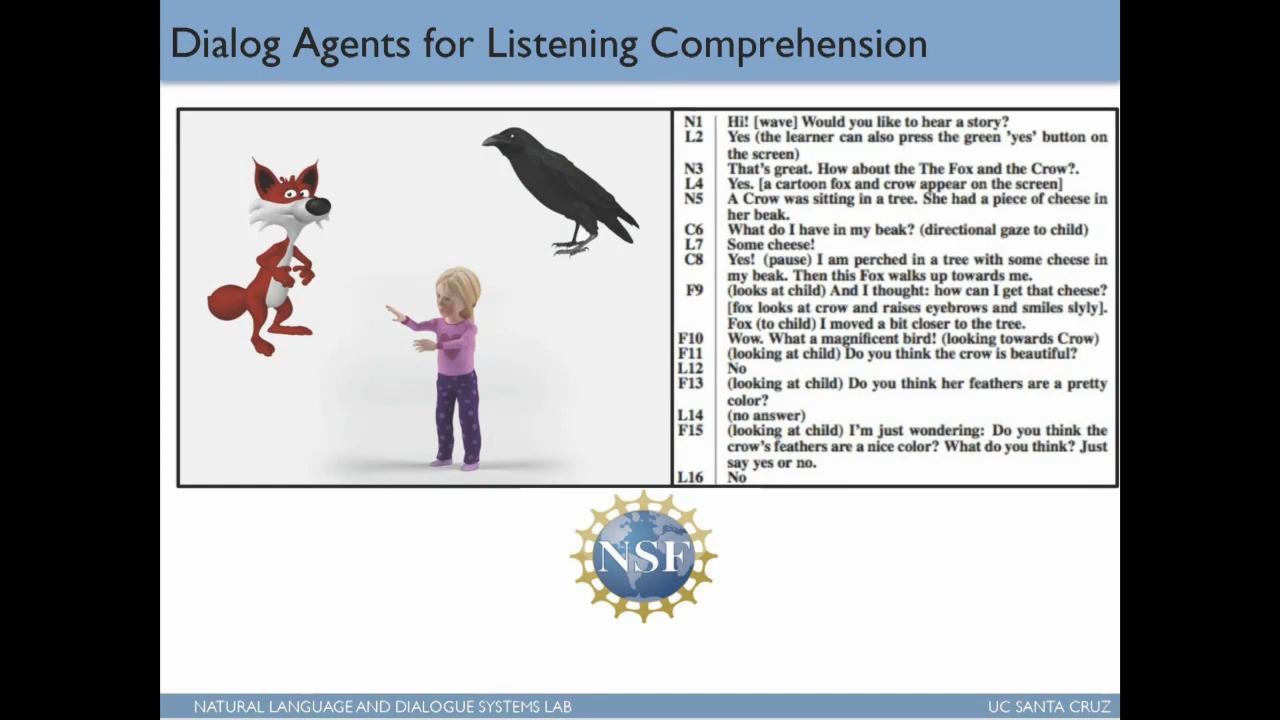 Dialog Agents for Listening Comprehension
N1 Hi! [wave] Would you like to hear a story?
L2 Yes (the learner can also press the green 'yes' button on
the screen)
N3 That's great. How about the The Fox and the Crow?.
L4 Yes. [a cartoon fox and crow appear on the screen]
N5 A Crow was sitting in a tree. She had a piece of cheese in
her beak.
C6 What do I have in my beak? (directional gaze to child)
L7 Some cheese!
C8 Yes! (pause) I am perched in a tree with some cheese in
my beak. Then this Fox walks up towards me.
F9 (looks at child) And I thought: how can I get that cheese?
[fox looks at crow and raises eyebrows and smiles slyly].
Fox (to child) I moved a bit closer to the tree.
F10 Wow. What a magnificent bird! (looking towards Crow)
F11 (looking at child) Do you think the crow is beautiful?
L12 No
F13 (looking at child) Do you think her feathers are a pretty
color?
L14 (no answer)
F15 (looking at child) I'm just wondering: Do you think the
crow's feathers are a nice color? What do you think? Just
say yes or no.
L16 No
NSF
NATURAL LANGUAGE AND DIALOGUE SYSTEMS LAB
UC SANTA CRUZ